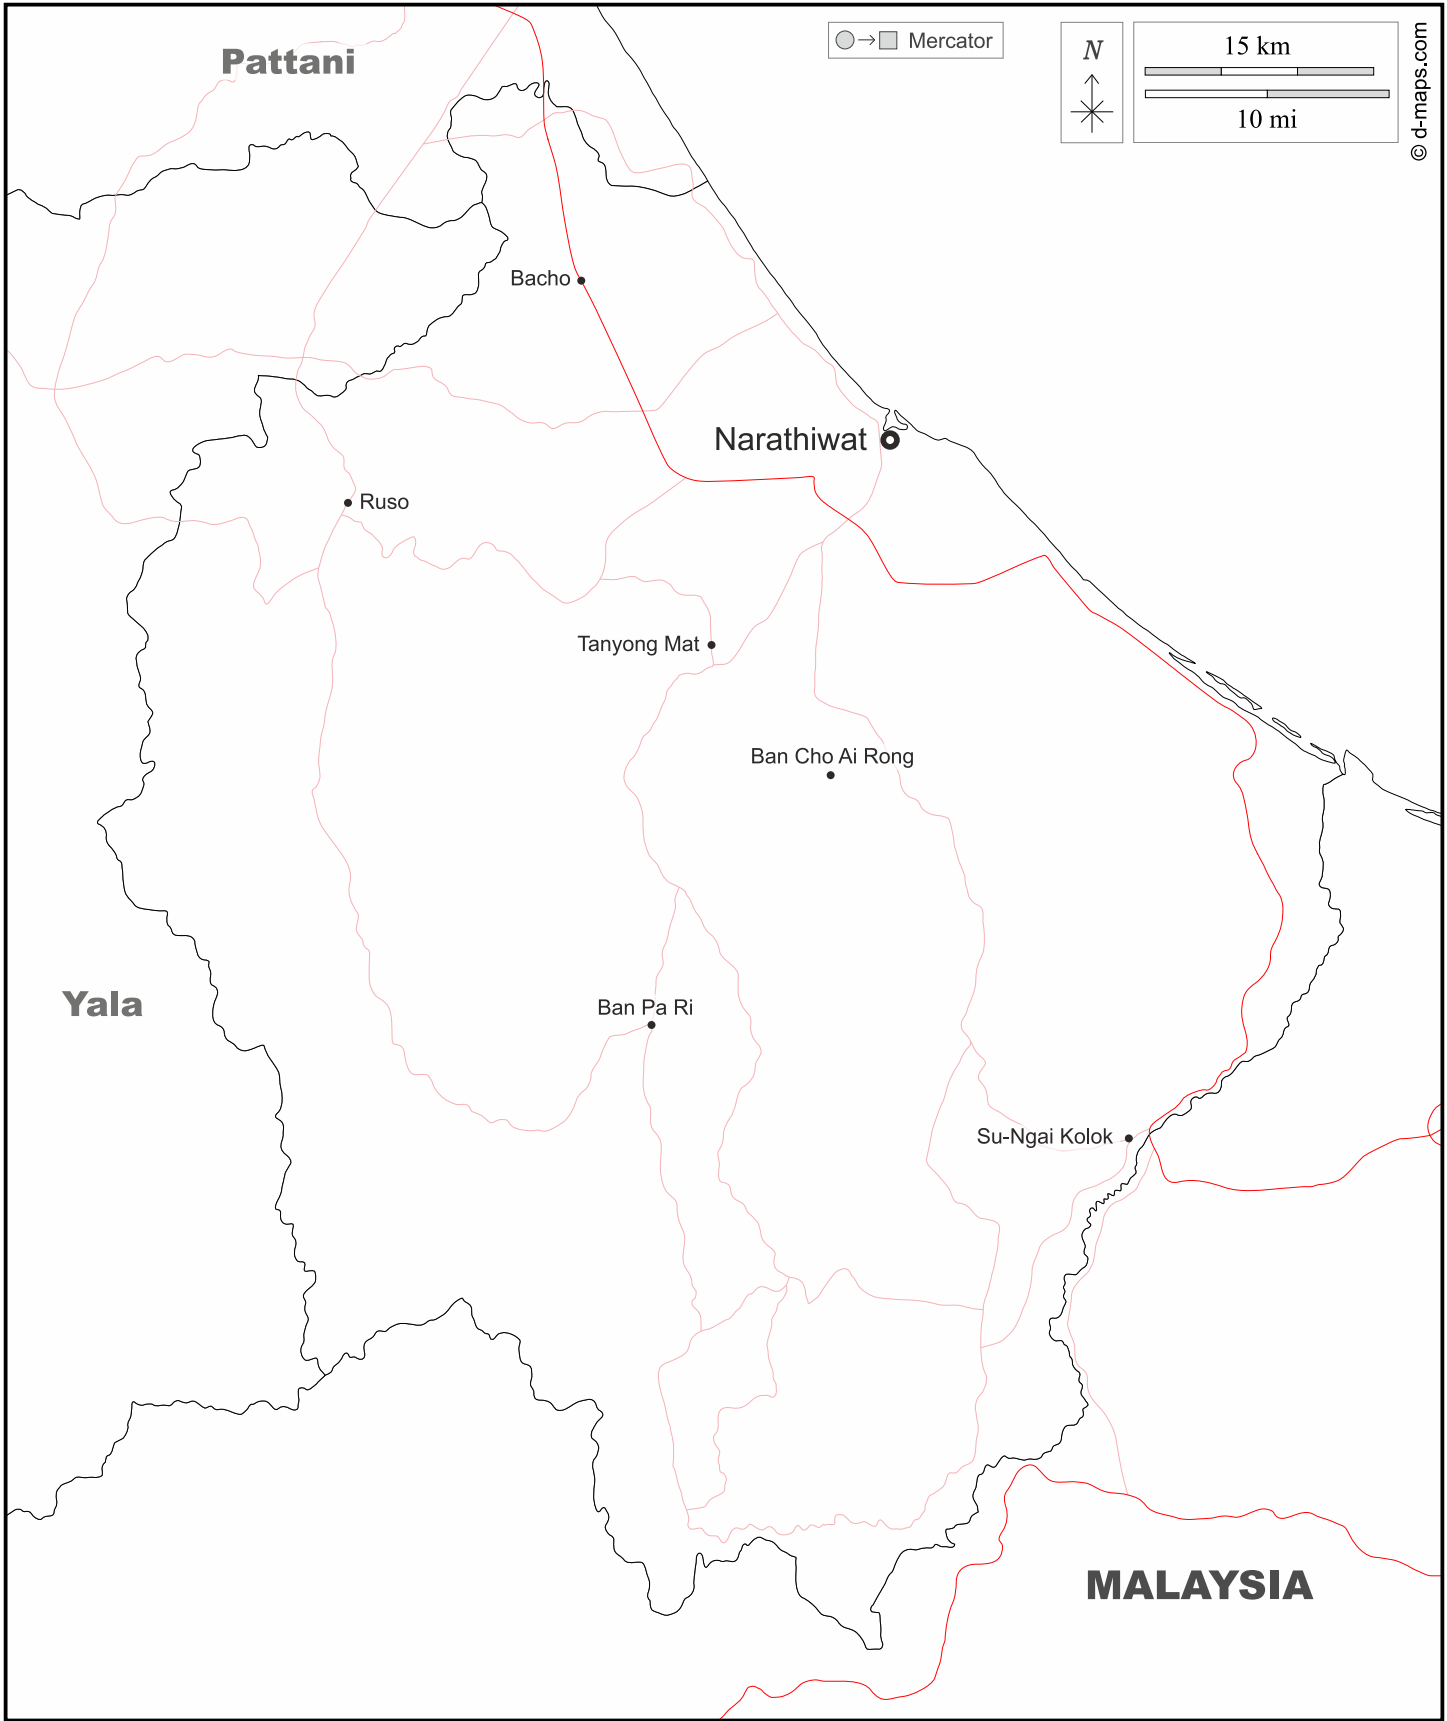 Pattani
Mercator
N
15 km
10 mi
© d-maps.com
Bacho
Narathiwat
Ruso
Tanyong Mat
Ban Cho Ai Rong
Yala
Ban Pa Ri
Su-Ngai Kolok
MALAYSIA